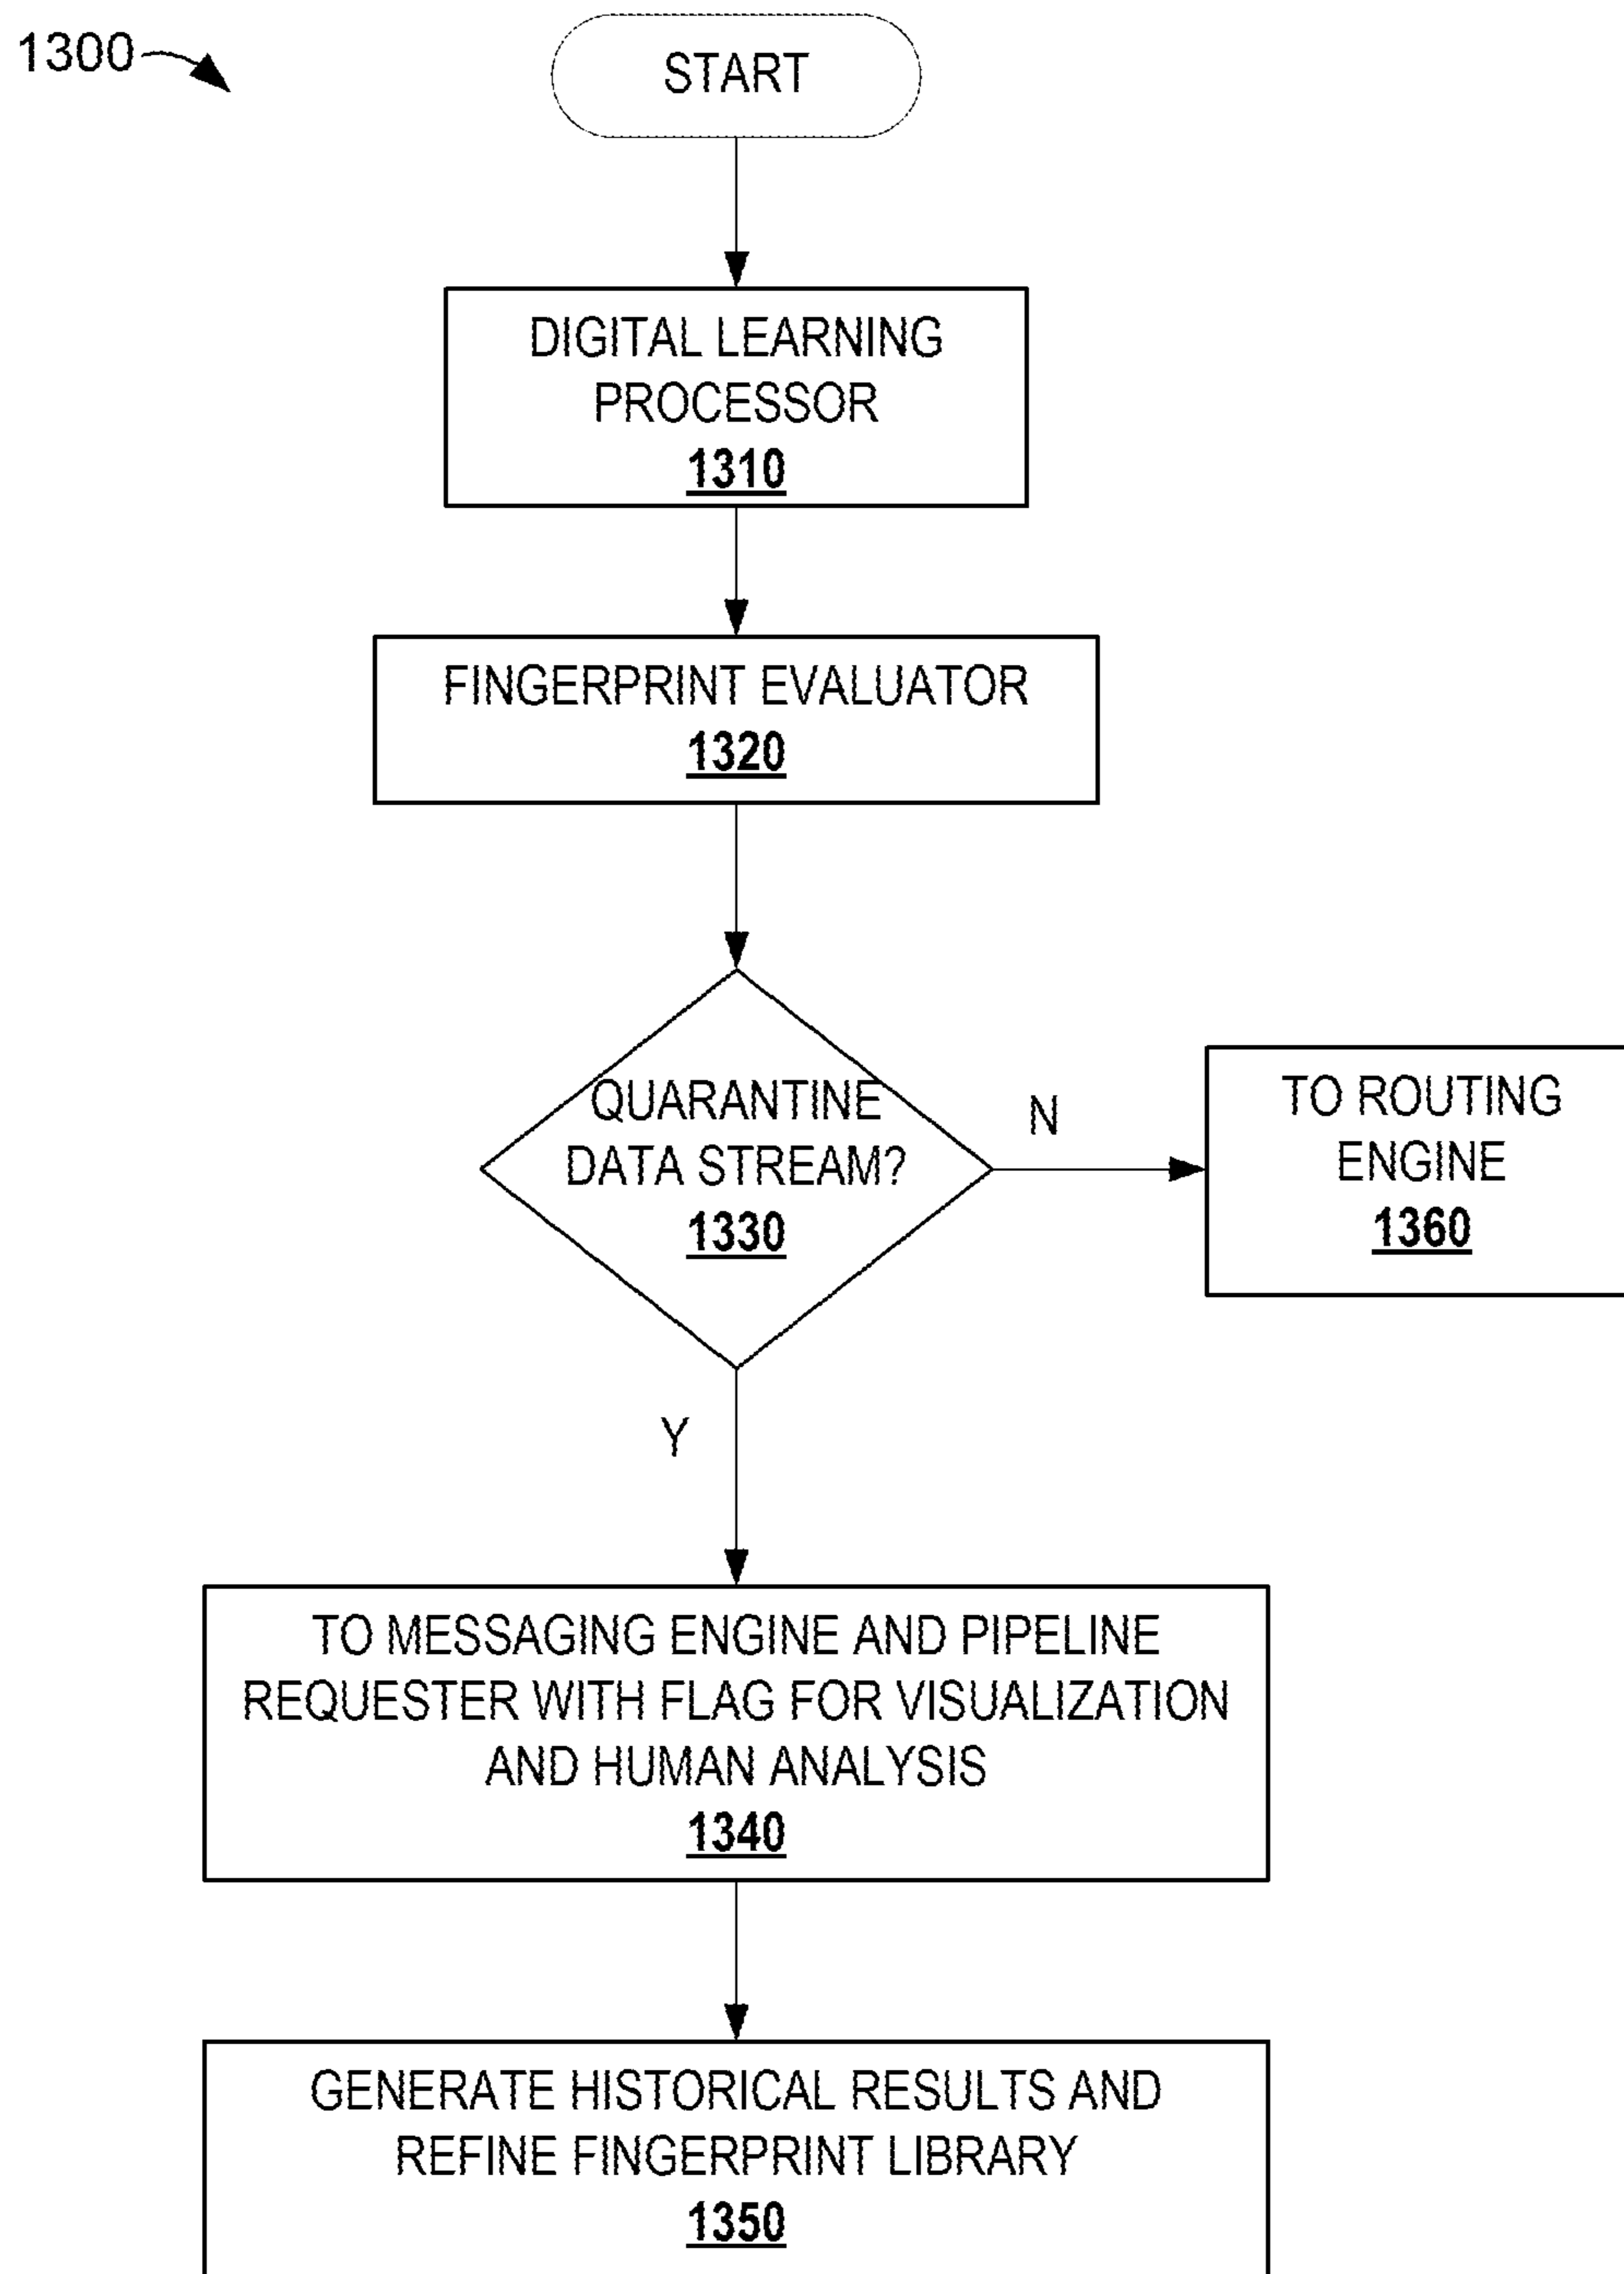 1300
START
DIGITAL LEARNING
PROCESSOR
1310
FINGERPRINT EVALUATOR
1320
QUARANTINE
DATA STREAM?
1330
N
TO ROUTING
ENGINE
1360
Y
TO MESSAGING ENGINE AND PIPELINE
REQUESTER WITH FLAG FOR VISUALIZATION
AND HUMAN ANALYSIS
1340
GENERATE HISTORICAL RESULTS AND
REFINE FINGERPRINT LIBRARY
1350